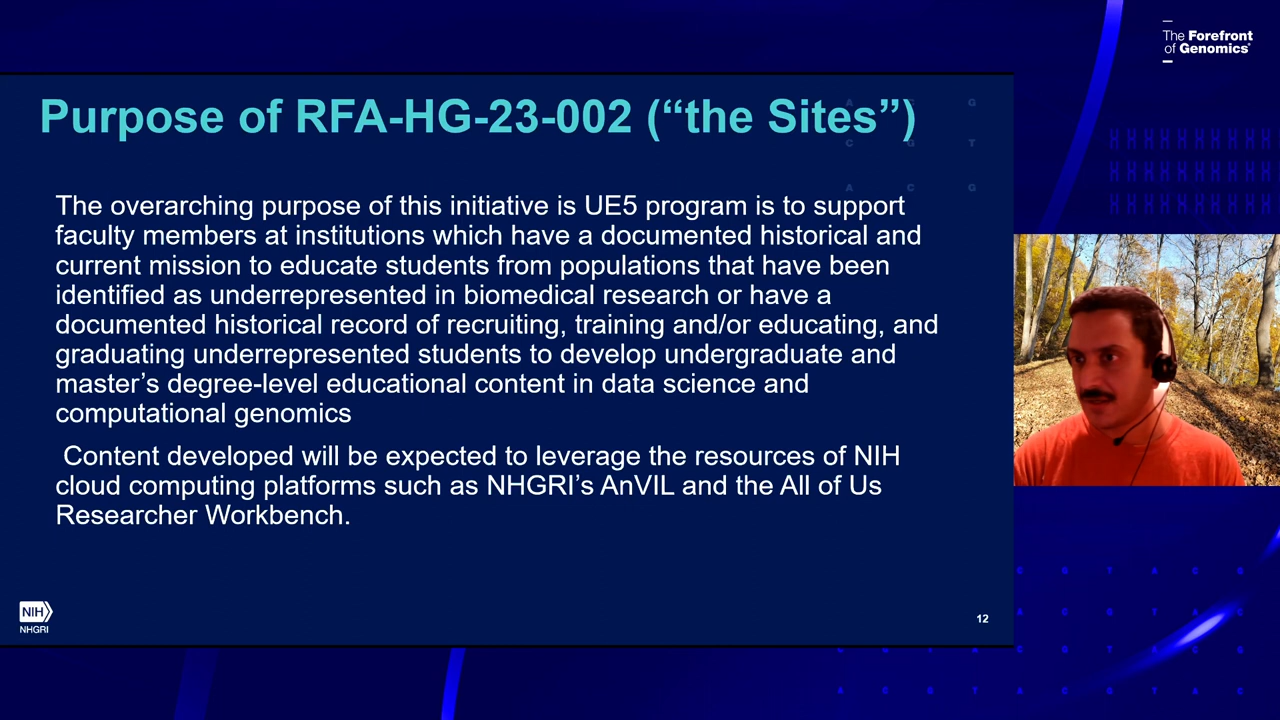 The Forefront
of Genomics®
Purpose of RFA-HG-23-002 (“the Sites”)
The overarching purpose of this initiative is UE5 program is to support
faculty members at institutions which have a documented historical and
current mission to educate students from populations that have been
identified as underrepresented in biomedical research or have a
documented historical record of recruiting, training and/or educating, and
graduating underrepresented students to develop undergraduate and
master’s degree-level educational content in data science and
computational genomics
Content developed will be expected to leverage the resources of NIH
cloud computing platforms such as NHGRI’s AnVIL and the All of Us
Researcher Workbench.
NIH
NHGRI
12